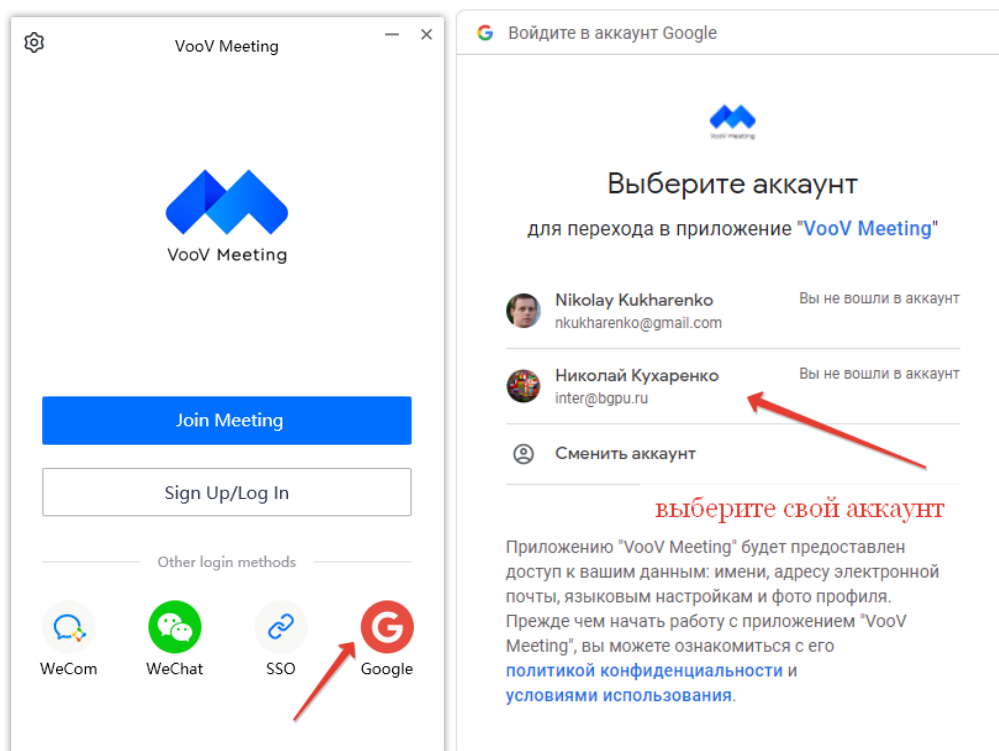 VooV Meeting
VooV Meeting
Join Meeting
Sign Up/Log In
Other login methods
WeCom
WeChat
SSO
Google
Войдите в аккаунт Google
VooV Meeting
Выберите аккаунт
для перехода в приложение "VooV Meeting"
Nikolay Kukharenko
Вы не вошли в аккаунт
nkukharenko@gmail.com
Николай Кухаренко
Вы не вошли в аккаунт
inter@bgpu.ru
Сменить аккаунт
выберите свой аккаунт
Приложению "VooV Meeting" будет предоставлен
доступ к вашим данным: имени, адресу электронной
почты, языковым настройкам и фото профиля.
Прежде чем начать работу с приложением "VooV
Meeting", вы можете ознакомиться с его
политикой конфиденциальности и
условиями использования.